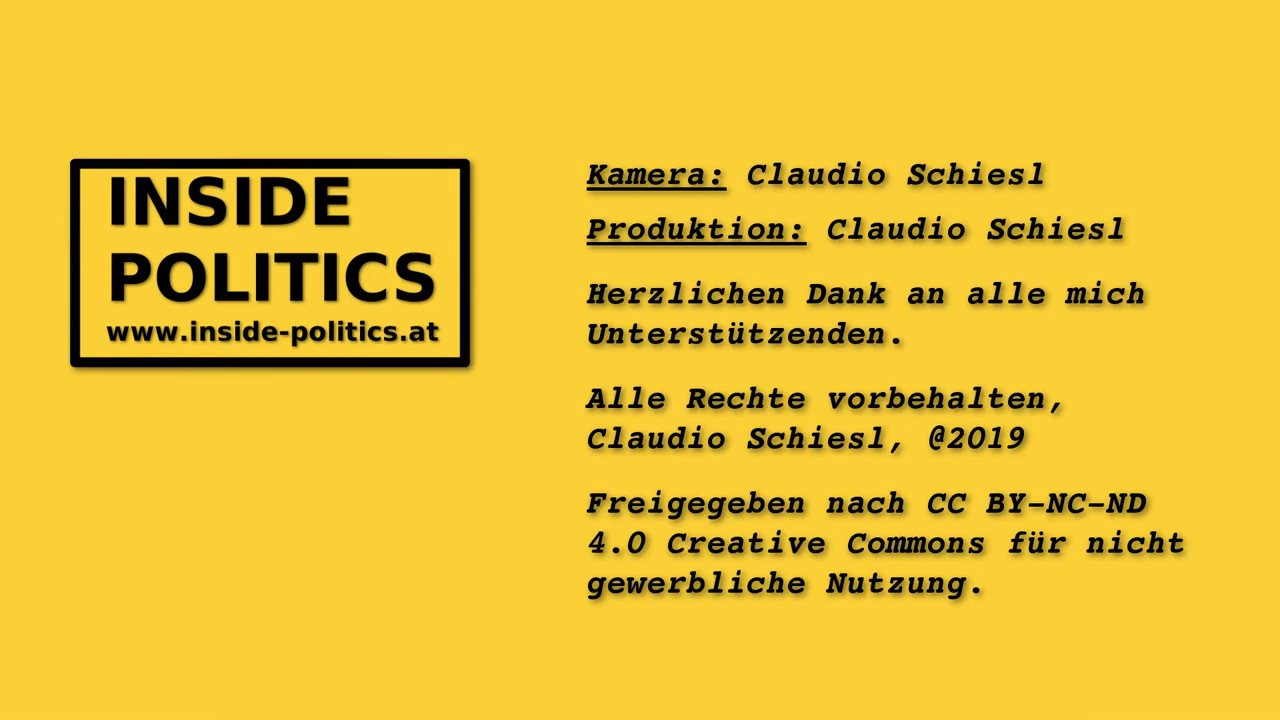 INSIDE
POLITICS
www.inside-politics.at
Kamera: Claudio Schiesl
Produktion: Claudio Schiesl
Herzlichen Dank an alle mich
Unterstützenden.
Alle Rechte vorbehalten,
Claudio Schiesl, @2019
Freigegeben nach CC BY-NC-ND
4.0 Creative Commons für nicht
gewerbliche Nutzung.